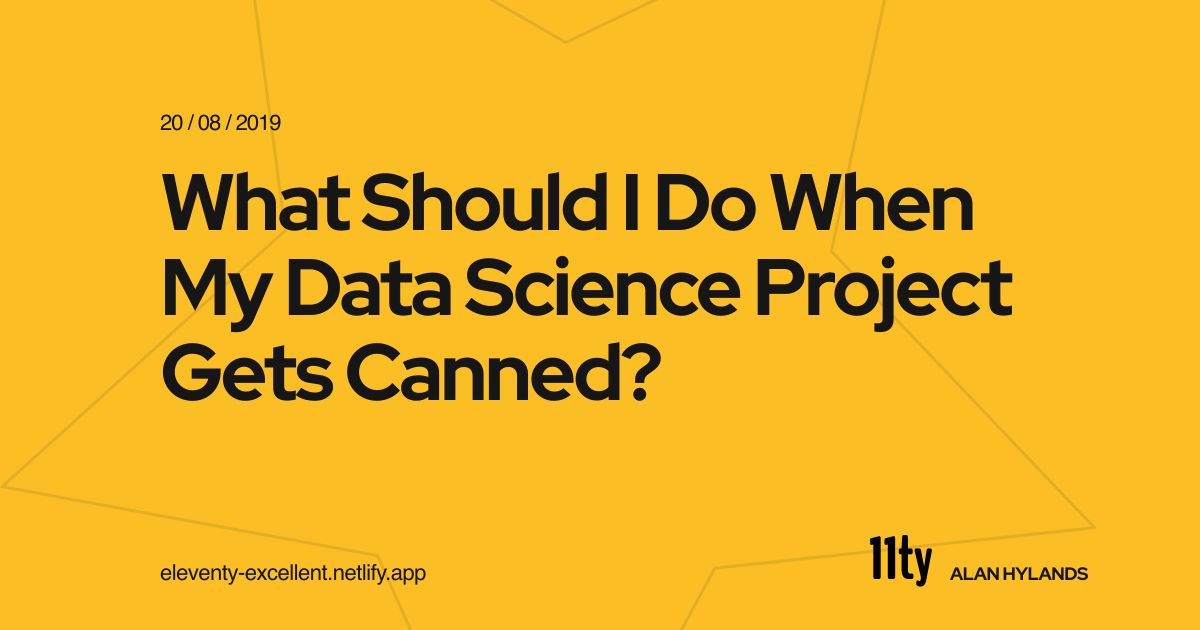 20 / 08 / 2019
What Should I Do When
My Data Science Project
Gets Canned?
eleventy-excellent.netlify.app
11ty
ALAN HYLANDS